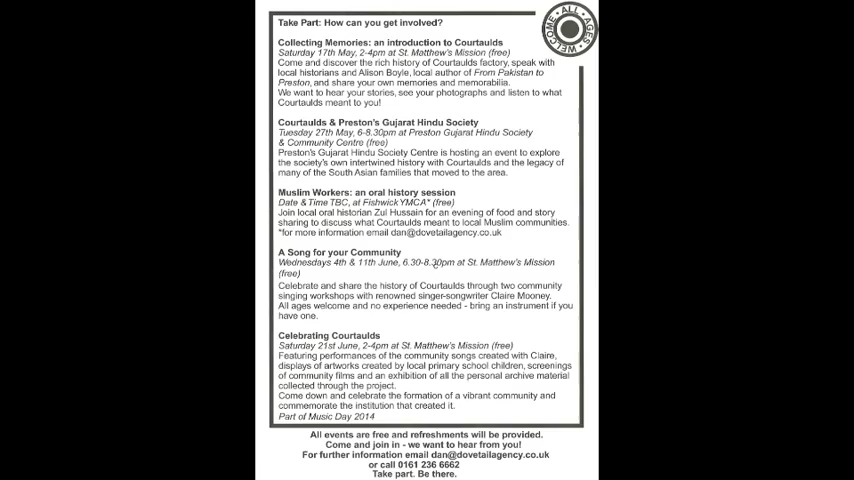 WELCOME ALL AGES
Take Part: How can you get involved?
Collecting Memories: an introduction to Courtaulds
Saturday 17th May, 2-4pm at St. Matthew's Mission (free)
Come and discover the rich history of Courtaulds factory, speak with
local historians and Alison Boyle, local author of From Pakistan to
Preston, and share your own memories and memorabilia.
We want to hear your stories, see your photographs and listen to what
Courtaulds meant to you!
Courtaulds & Preston's Gujarat Hindu Society
Tuesday 27th May, 6-8.30pm at Preston Gujarat Hindu Society
& Community Centre (free)
Preston's Gujarat Hindu Society Centre is hosting an event to explore
the society's own intertwined history with Courtaulds and the legacy of
many of the South Asian families that moved to the area.
Muslim Workers: an oral history session
Date & Time TBC, at Fishwick YMCA* (free)
Join local oral historian Zul Hussain for an evening of food and story
sharing to discuss what Courtaulds meant to local Muslim communities.
*for more information email dan@dovetailagency.co.uk
A Song for your Community
Wednesdays 4th & 11th June, 6.30-8.30pm at St. Matthew's Mission
(free)
Celebrate and share the history of Courtaulds through two community
singing workshops with renowned singer-songwriter Claire Mooney.
All ages welcome and no experience needed - bring an instrument if you
have one.
Celebrating Courtaulds
Saturday 21st June, 2-4pm at St. Matthew's Mission (free)
Featuring performances of the community songs created with Claire,
displays of artworks created by local primary school children, screenings
of community films and an exhibition of all the personal archive material
collected through the project.
Come down and celebrate the formation of a vibrant community and
commemorate the institution that created it.
Part of Music Day 2014
All events are free and refreshments will be provided.
Come and join in - we want to hear from you!
For further information email dan@dovetailagency.co.uk
or call 0161 236 6662
Take part. Be there.